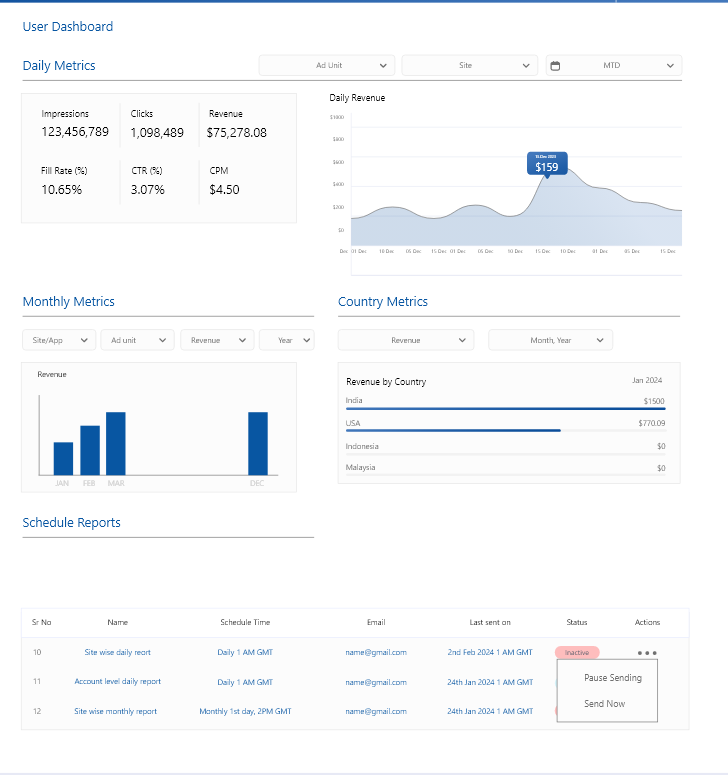 User Dashboard
Daily Metrics
Ad Unit
Site
MTD
Impressions Clicks Revenue
123,456,789 1,098,489 $75,278.08
Fill Rate (%) CTR (%) CPM
10.65% 3.07% $4.50
Daily Revenue
$1000
$800
$600
$400
$200
$0
10-Dec 2023
$159
Dec 01 Dec 10 Dec 05 Dec 15 Dec 01 Dec 05 Dec 10 Dec 15 Dec 10 Dec 01 Dec 05 Dec 15 Dec
Monthly Metrics
Site/App Ad unit Revenue Year
Revenue
JAN FEB MAR DEC
Country Metrics
Revenue Month, Year
Revenue by Country Jan 2024
India $1500
USA $770.09
Indonesia $0
Malaysia $0
Schedule Reports
Sr No Name Schedule Time Email Last sent on Status Actions
10 Site wise daily reort Daily 1 AM GMT name@gmail.com 2nd Feb 2024 1 AM GMT Inactive
11 Account level daily report Daily 1 AM GMT name@gmail.com 24th Jan 2024 1 AM GMT
12 Site wise monthly report Monthly 1st day, 2PM GMT name@gmail.com 24th Jan 2024 1 AM GMT
Pause Sending
Send Now